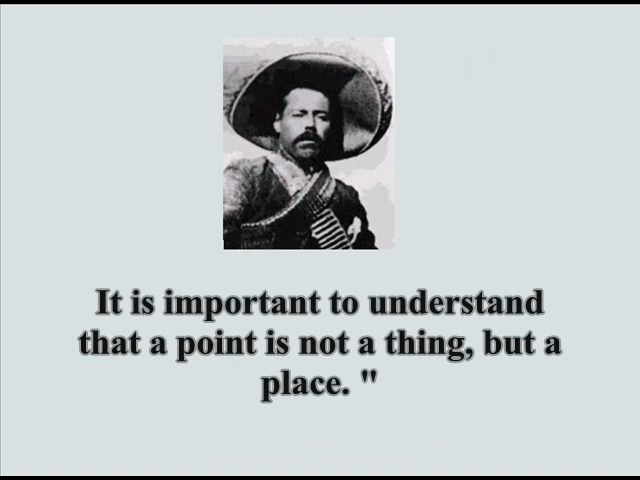 It is important to understand
that a point is not a thing, but a
place. "